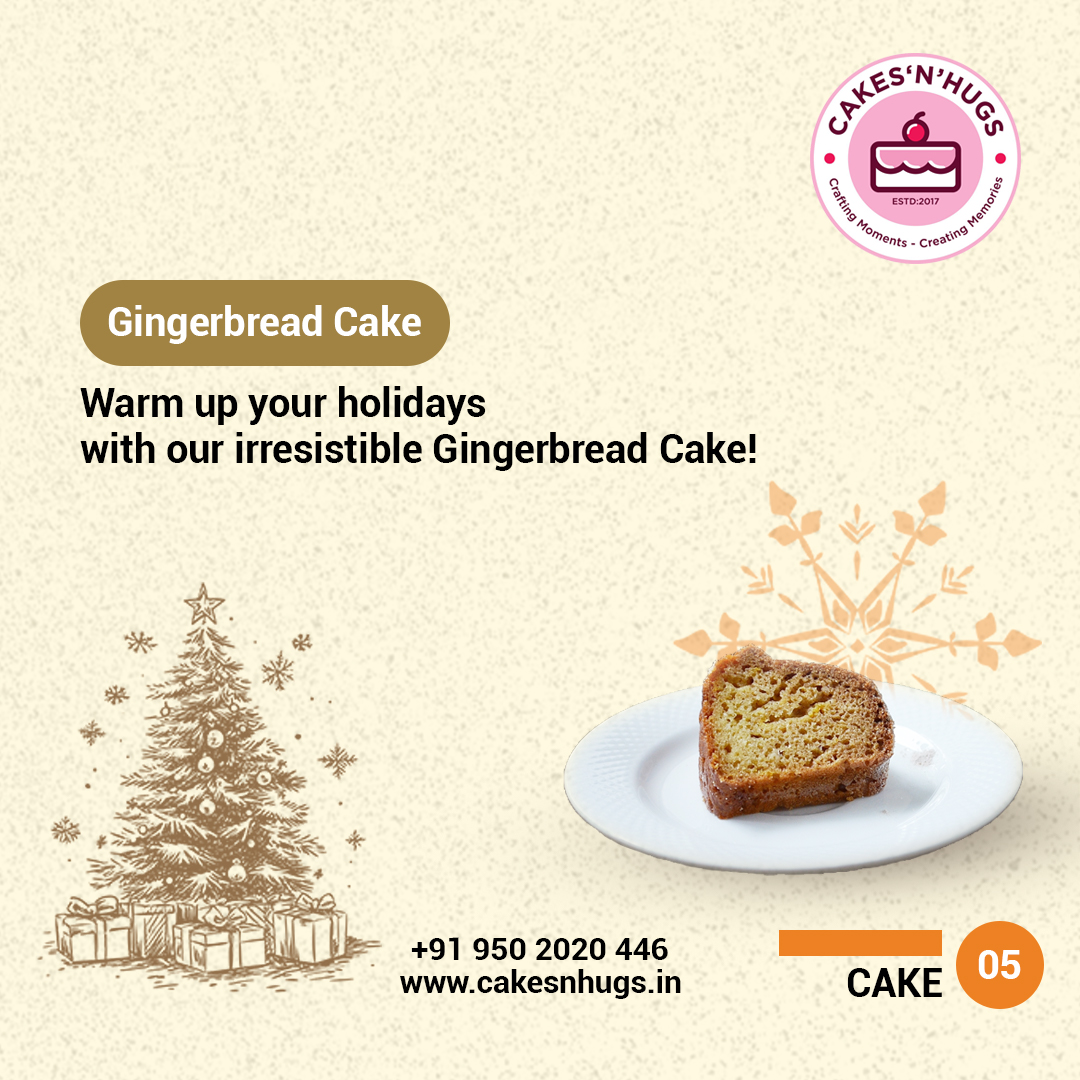 CAKES‘N’HUGS
ESTD:2017
Crafting Moments - Creating Memories
Gingerbread Cake
Warm up your holidays
with our irresistible Gingerbread Cake!
+91 950 2020 446
www.cakesnhugs.in
CAKE
05